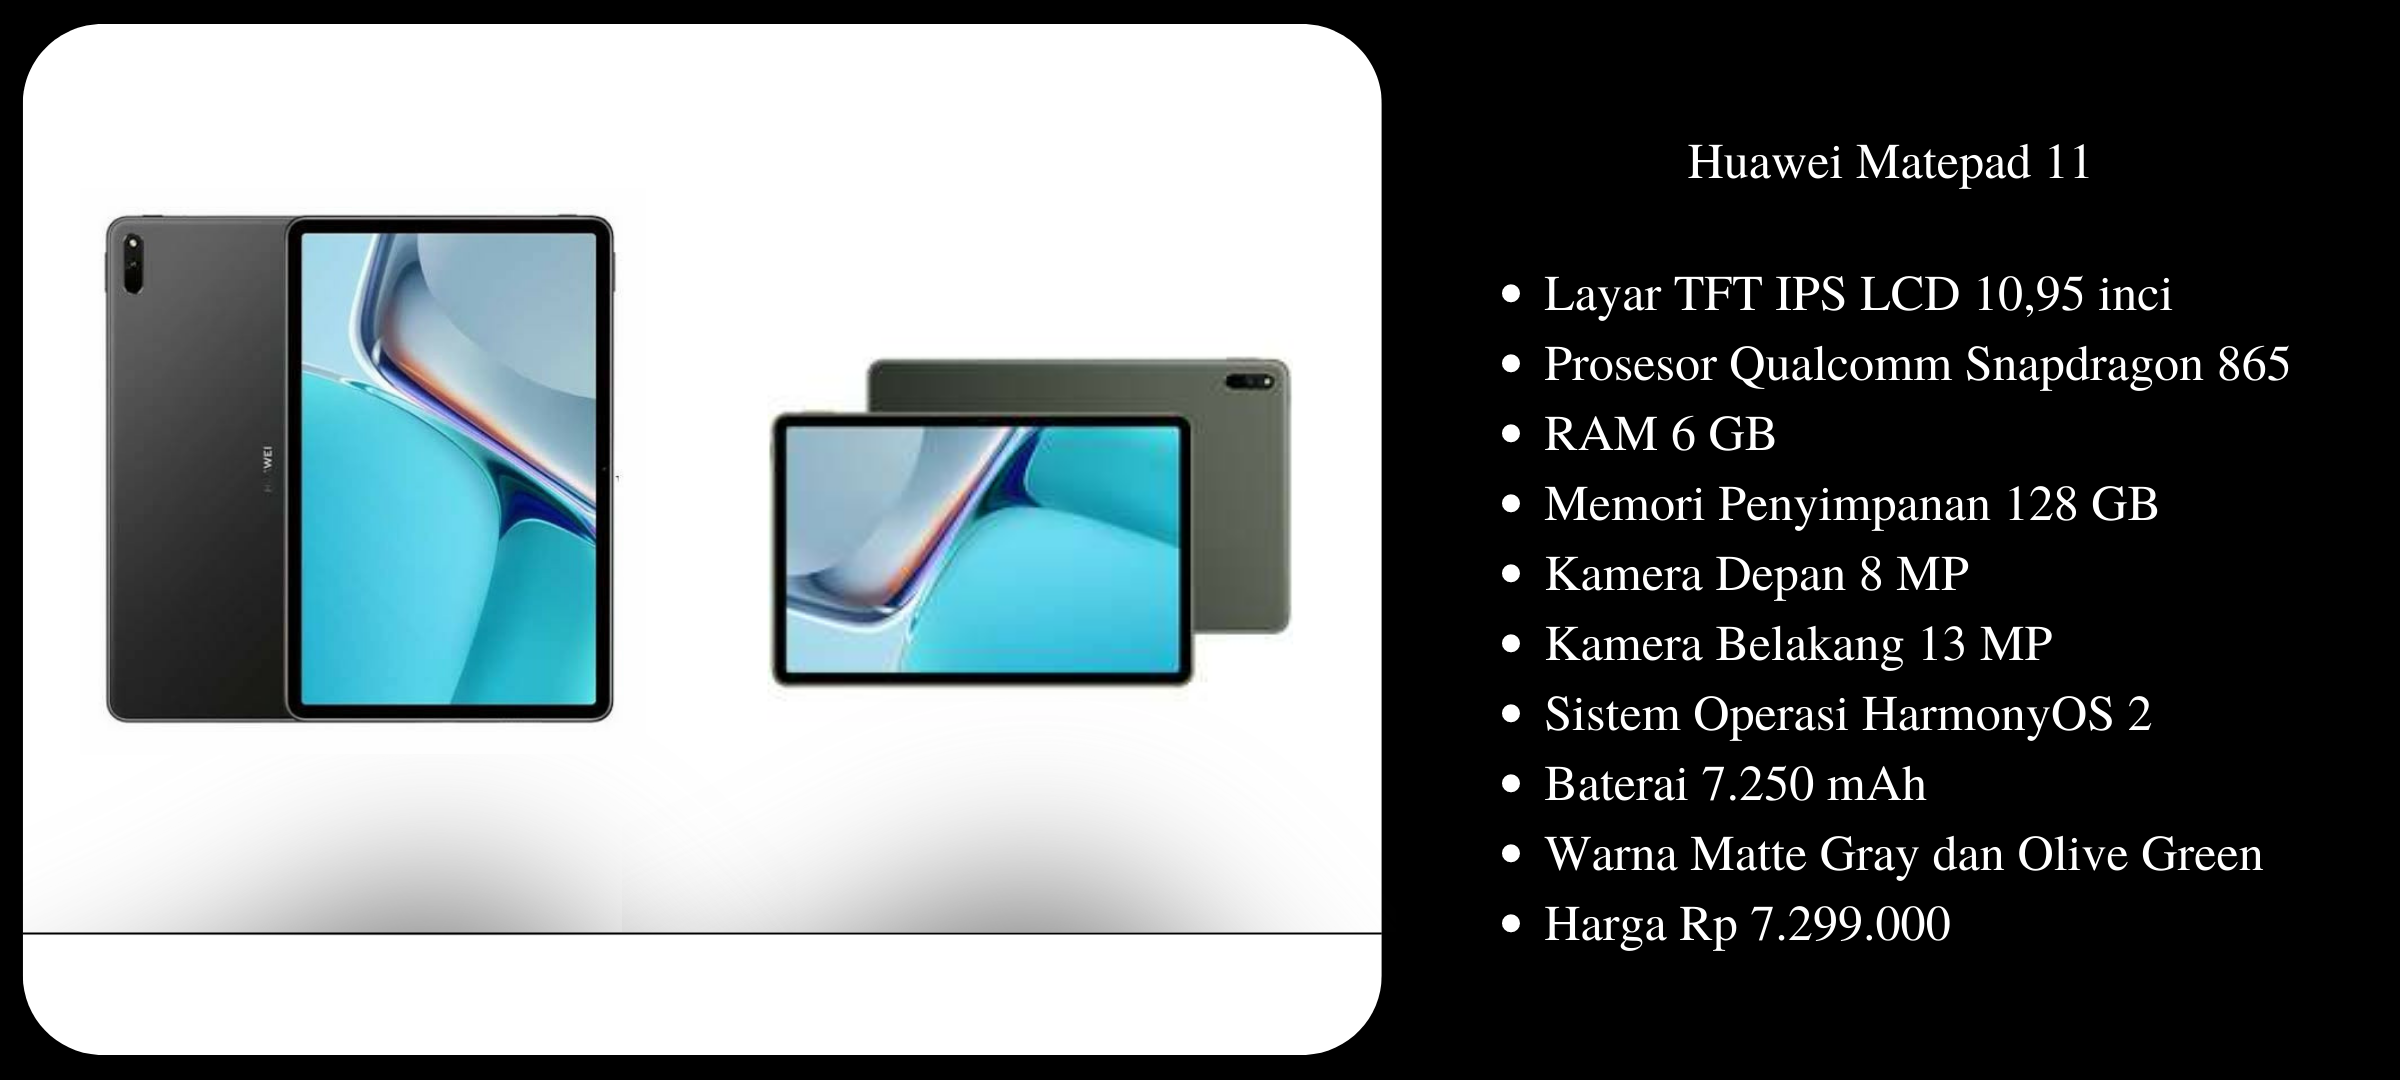 Huawei Matepad 11
Layar TFT IPS LCD 10,95 inci
Prosesor Qualcomm Snapdragon 865
RAM 6 GB
Memori Penyimpanan 128 GB
Kamera Depan 8 MP
Kamera Belakang 13 MP
Sistem Operasi HarmonyOS 2
Baterai 7.250 mAh
Warna Matte Gray dan Olive Green
Harga Rp 7.299.000